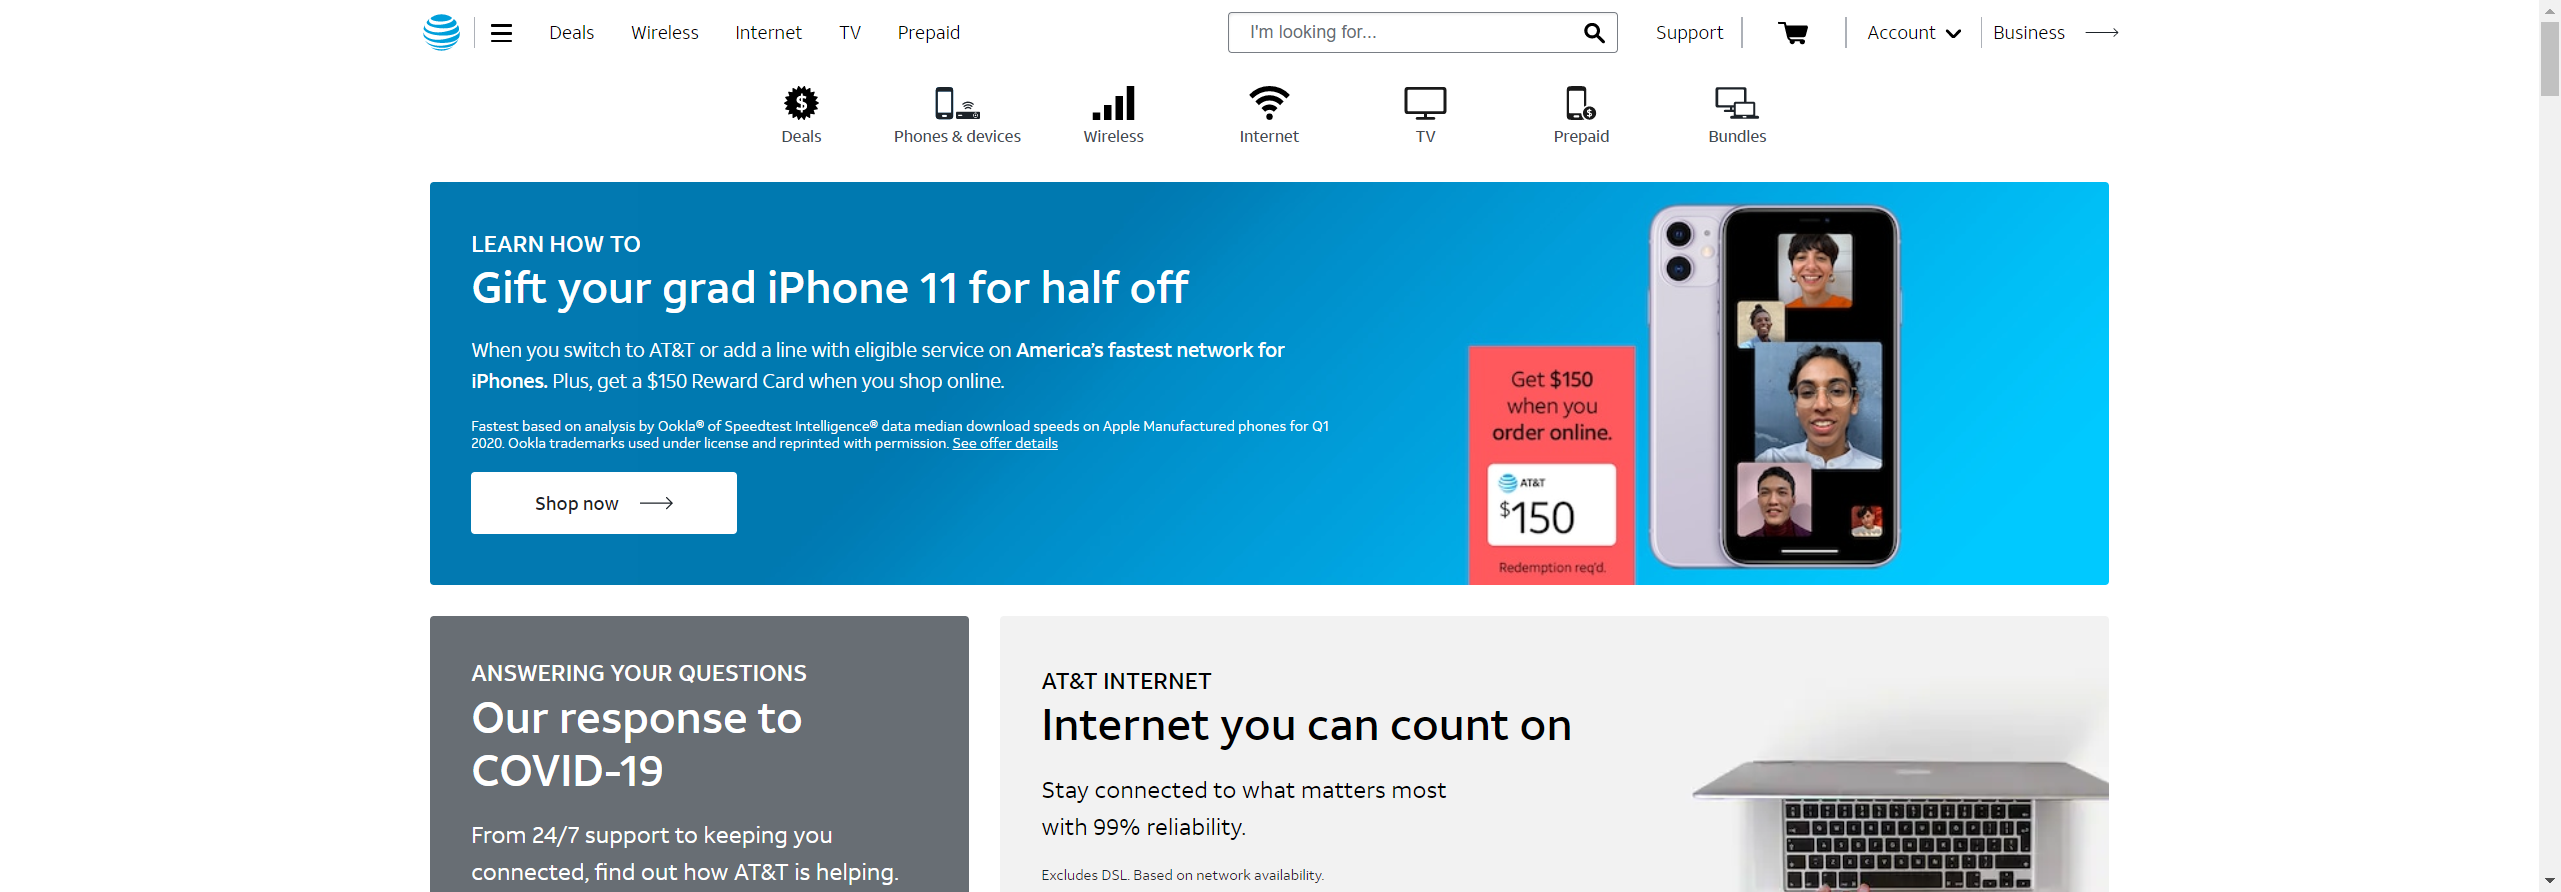 Deals Wireless Internet TV Prepaid I'm looking for... Support Account Business
Deals Phones & devices Wireless Internet TV Prepaid Bundles
LEARN HOW TO
Gift your grad iPhone 11 for half off
When you switch to AT&T or add a line with eligible service on America's fastest network for
iPhones. Plus, get a $150 Reward Card when you shop online.
Fastest based on analysis by Ookla® of Speedtest Intelligence® data median download speeds on Apple Manufactured phones for Q1
2020. Ookla trademarks used under license and reprinted with permission. See offer details
Shop now
Get $150
when you
order online.
AT&T
$150
Redemption req'd.
ANSWERING YOUR QUESTIONS
Our response to
COVID-19
From 24/7 support to keeping you
connected, find out how AT&T is helping.
AT&T INTERNET
Internet you can count on
Stay connected to what matters most
with 99% reliability.
Excludes DSL. Based on network availability.